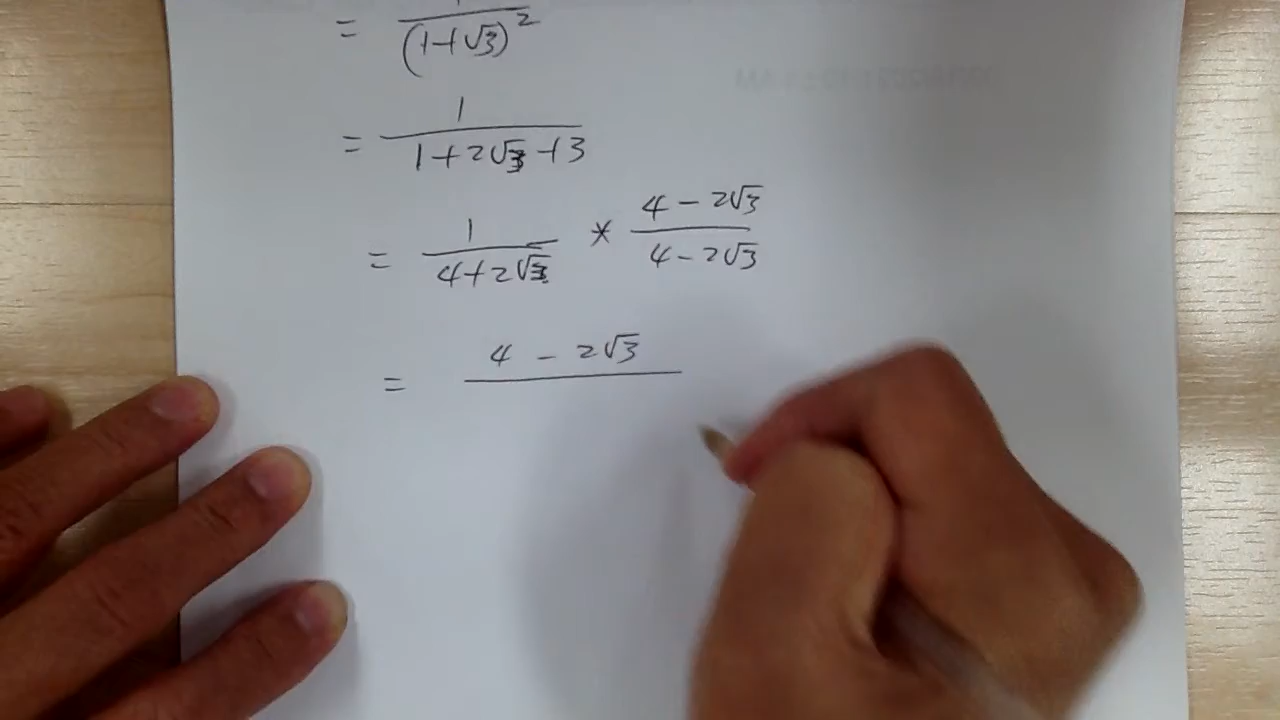 = 1/(1+√3)²
= 1/(1+2√3+3)
= 1/(4+2√3) * (4-2√3)/(4-2√3)
= 4-2√3